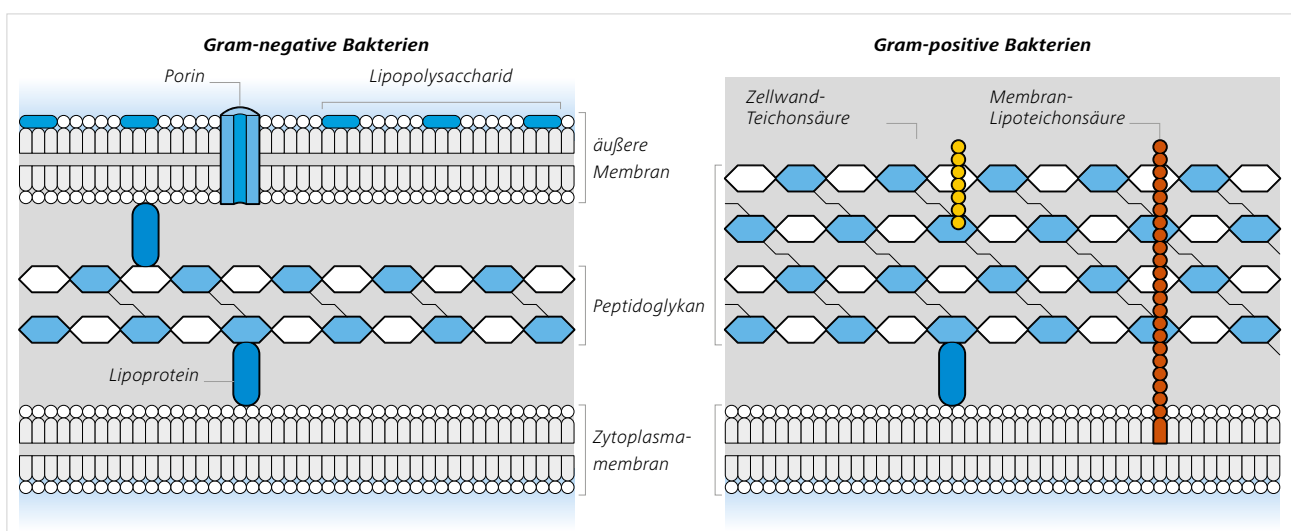 Gram-negative Bakterien
Porin
Lipopolysaccharid
äußere
Membran
Peptidoglykan
Lipoprotein
Zytoplasma-
membran
Gram-positive Bakterien
Zellwand-
Teichonsäure
Membran-
Lipoteichonsäure